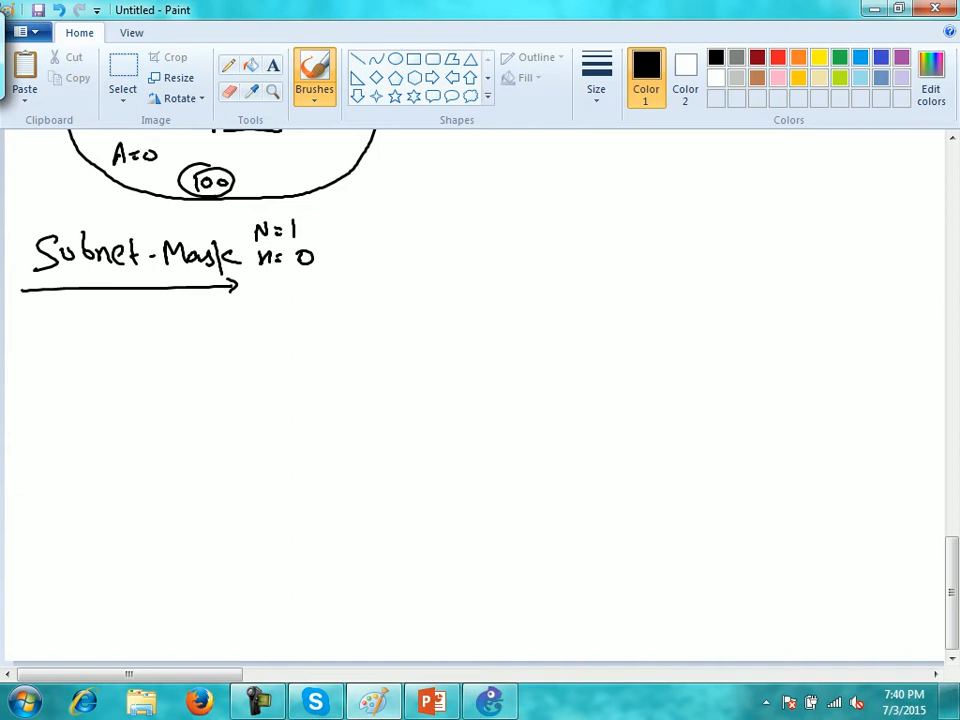 Untitled - Paint
Home View
Paste
Cut
Copy
Clipboard
Select
Crop
Resize
Rotate
Image
A
Tools
Brushes
Shapes
Outline
Fill
Size
Color 1
Color 2
Edit colors
Colors
A=0
100
Subnet-Mask
N=1
n=0
7:40 PM
7/3/2015